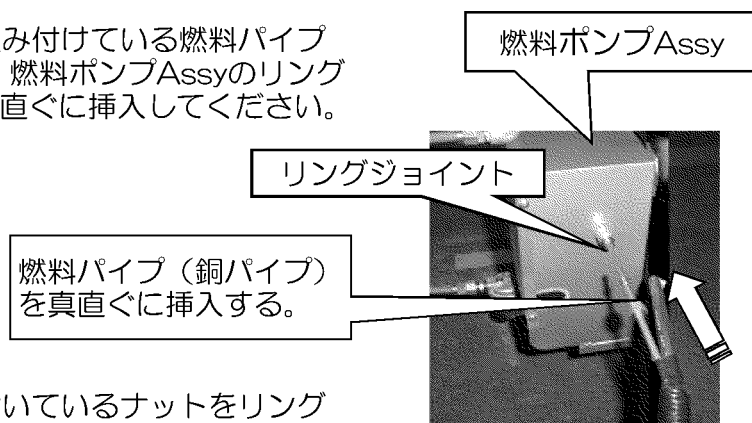 み付けている燃料パイプ
燃料ポンプAssyのリング
直ぐに挿入してください。
燃料ポンプAssy
リングジョイント
燃料パイプ（銅パイプ）
を真直ぐに挿入する。
いているナットをリング